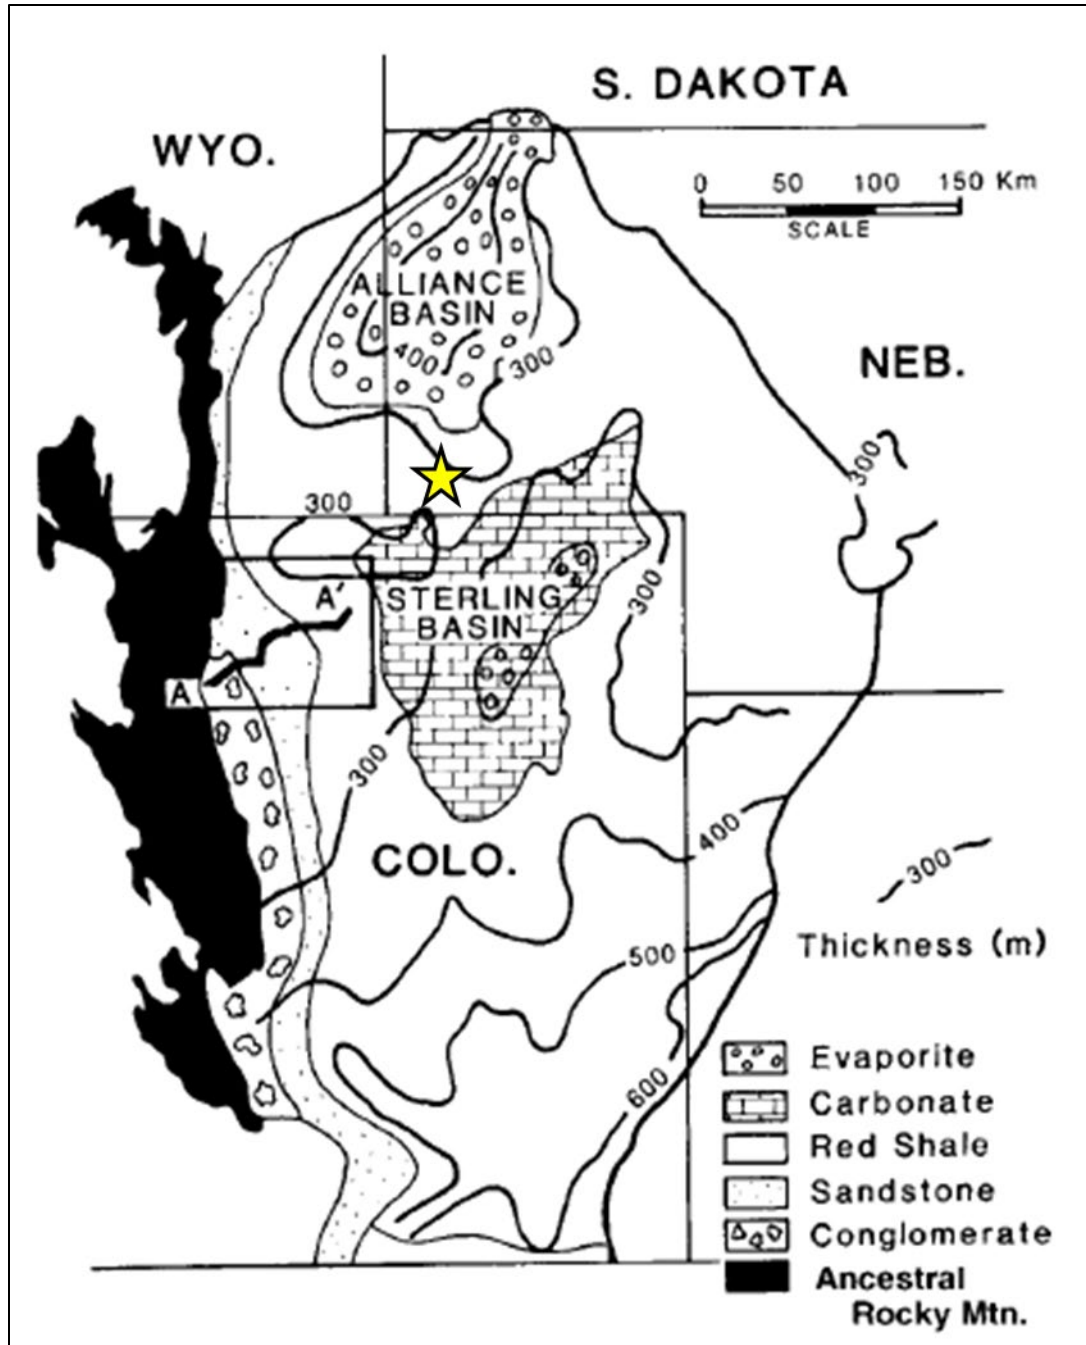 S. DAKOTA
WYO.
0 50 100 150 Km
SCALE
ALLIANCE
BASIN
400
300
NEB.
300
300
A'
STERLING
BASIN
300
A
300
400
COLO.
300
500
Thickness (m)
600
Evaporite
Carbonate
Red Shale
Sandstone
Conglomerate
Ancestral
Rocky Mtn.